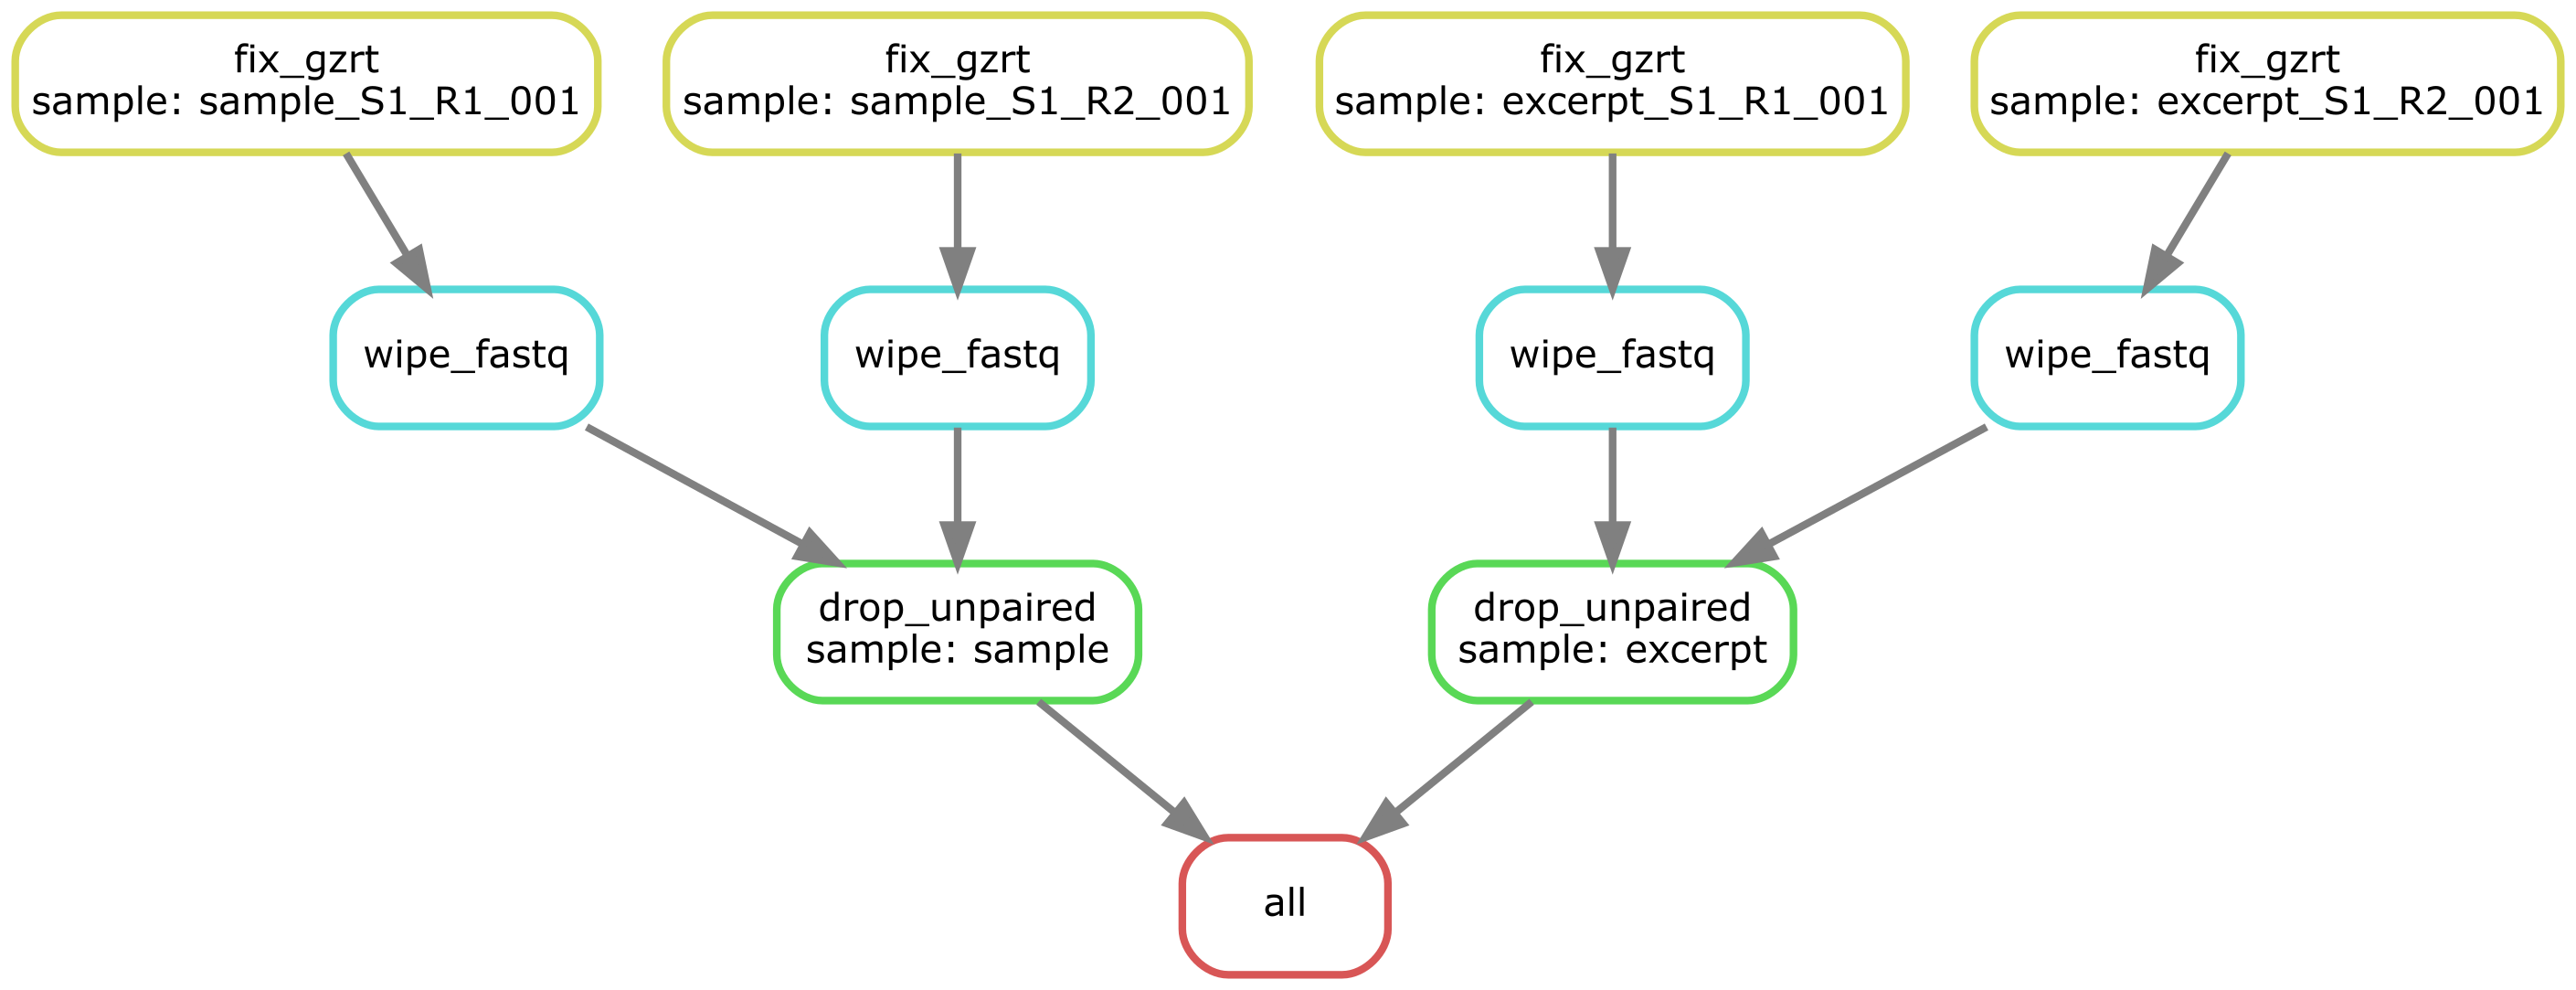 fix_gzrt
sample: sample_S1_R1_001
fix_gzrt
sample: sample_S1_R2_001
fix_gzrt
sample: excerpt_S1_R1_001
fix_gzrt
sample: excerpt_S1_R2_001
wipe_fastq
wipe_fastq
wipe_fastq
wipe_fastq
drop_unpaired
sample: sample
drop_unpaired
sample: excerpt
all